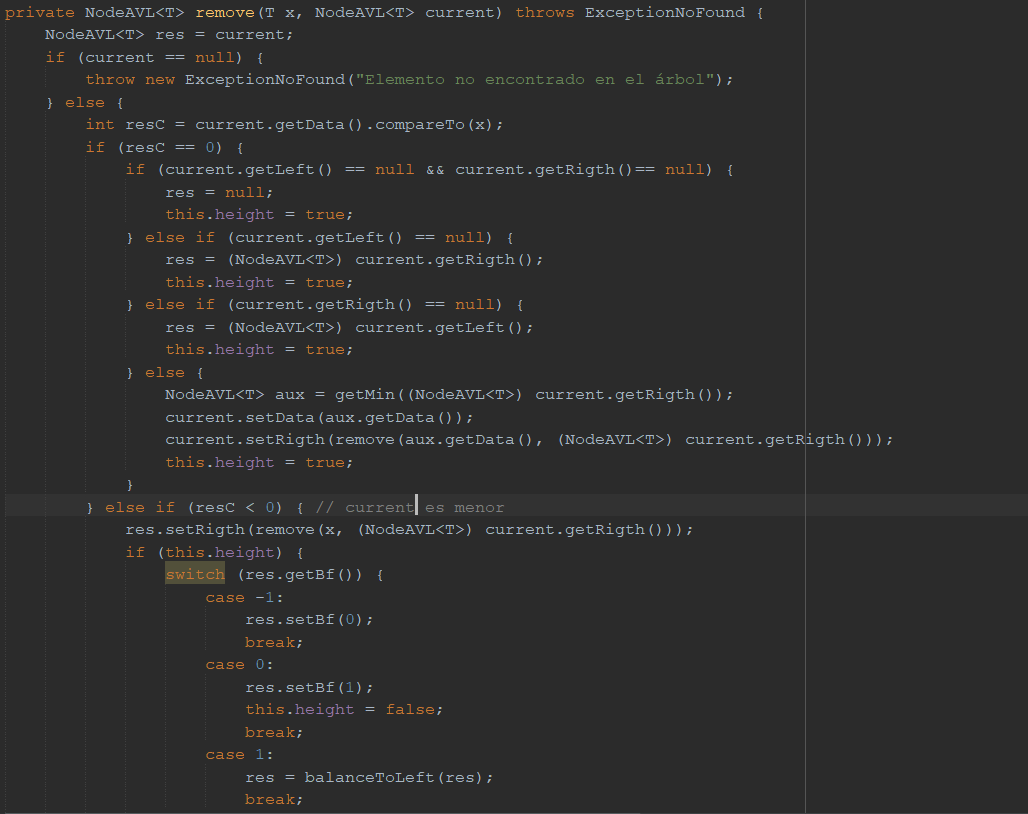 private NodeAVL<T> remove(T x, NodeAVL<T> current) throws ExceptionNoFound {
    NodeAVL<T> res = current;
    if (current == null) {
        throw new ExceptionNoFound("Elemento no encontrado en el árbol");
    } else {
        int resC = current.getData().compareTo(x);
        if (resC == 0) {
            if (current.getLeft() == null && current.getRigth()== null) {
                res = null;
                this.height = true;
            } else if (current.getLeft() == null) {
                res = (NodeAVL<T>) current.getRigth();
                this.height = true;
            } else if (current.getRigth() == null) {
                res = (NodeAVL<T>) current.getLeft();
                this.height = true;
            } else {
                NodeAVL<T> aux = getMin((NodeAVL<T>) current.getRigth());
                current.setData(aux.getData());
                current.setRigth(remove(aux.getData(), (NodeAVL<T>) current.getRigth()));
                this.height = true;
            }
        } else if (resC < 0) { // current es menor
            res.setRigth(remove(x, (NodeAVL<T>) current.getRigth()));
            if (this.height) {
                switch (res.getBf()) {
                    case -1:
                        res.setBf(0);
                        break;
                    case 0:
                        res.setBf(1);
                        this.height = false;
                        break;
                    case 1:
                        res = balanceToLeft(res);
                        break;